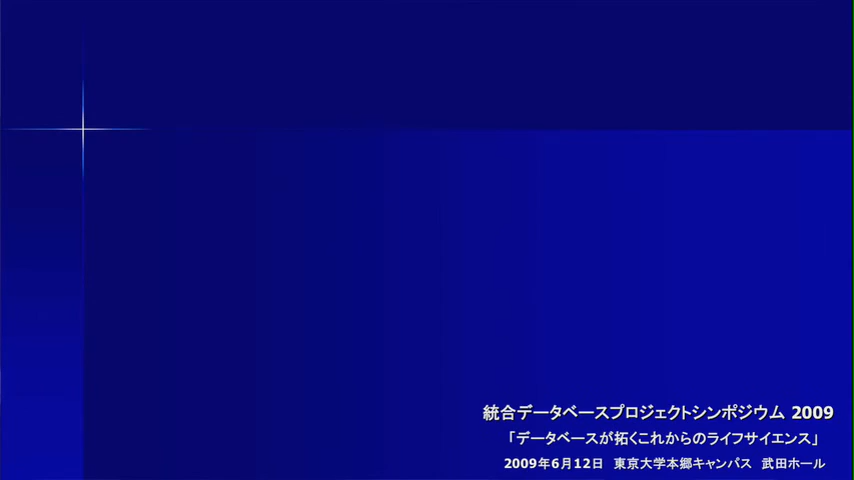 統合データベースプロジェクトシンポジウム 2009
「データベースが拓くこれからのライフサイエンス」
2009年6月12日　東京大学本郷キャンパス　武田ホール